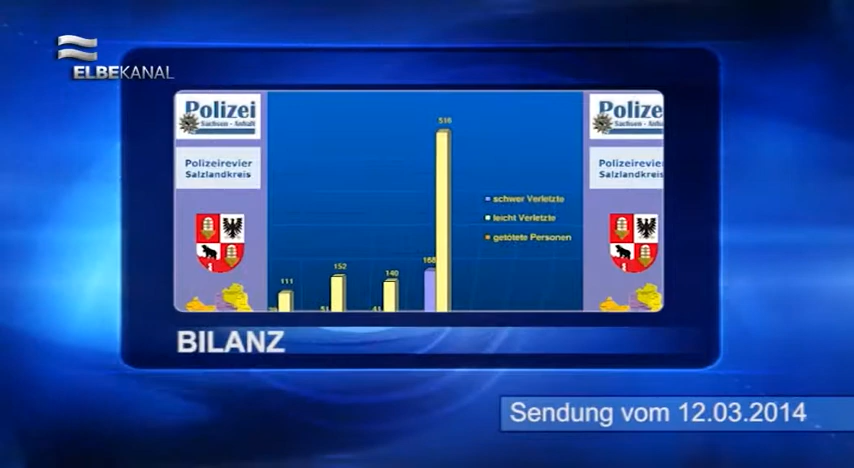 ELBEKANAL
Polizei
Sachsen-Anhalt
Polizeirevier
Salzlandkreis
516
schwer Verletzte
leicht Verletzte
getötete Personen
168
152
140
111
51
41
Polizei
Sachsen-Anhalt
Polizeirevier
Salzlandkreis
BILANZ
Sendung vom 12.03.2014